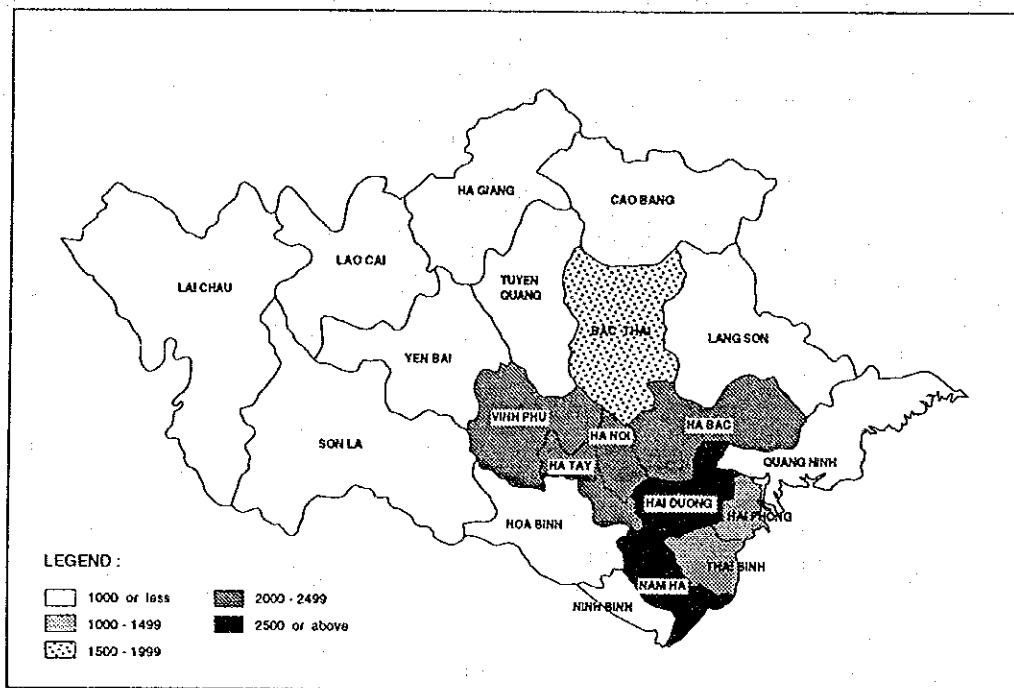 HA GIANG
CAO BANG
LAO CAI
LAI CHAU
TUYEN
QUANG
BAC THAI
LANG SON
YEN BAI
VINH PHU
HA NOI
HA BAC
SON LA
HA TAY
QUANG NINH
HAI DUONG
HAI PHONG
HOA BINH
THAI BINH
NAM HA
NINH BINH
LEGEND :
1000 or less
1000 - 1499
1500 - 1999
2000 - 2499
2500 or above